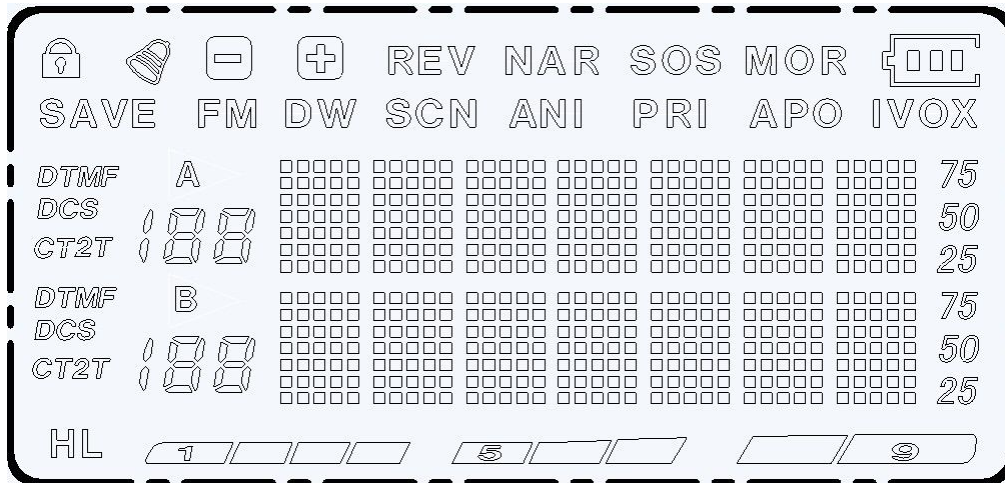 REV NAR SOS MOR
SAVE FM DW SCN ANI PRI APO IVOX
DTMF A 75
DCS 50
188
CT2T 25
DTMF B 75
DCS 50
188
CT2T 25
HL 1 5 9